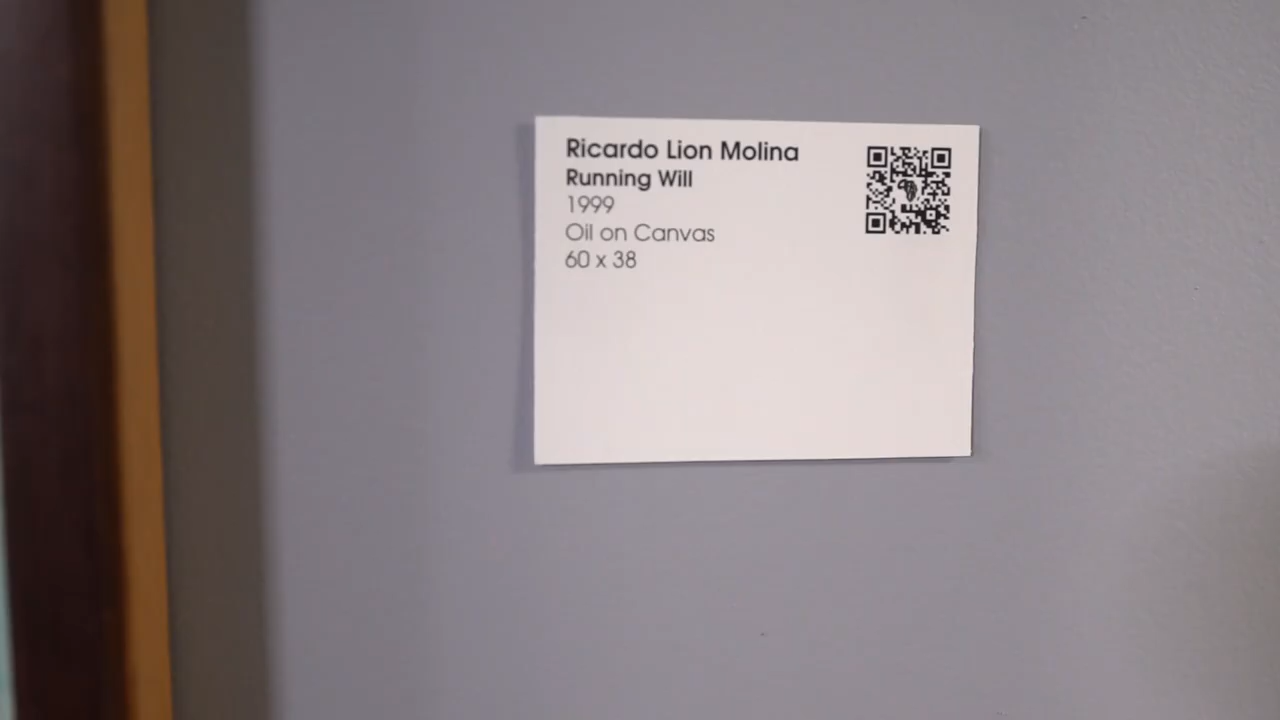 Ricardo Lion Molina
Running Will
1999
Oil on Canvas
60 x 38